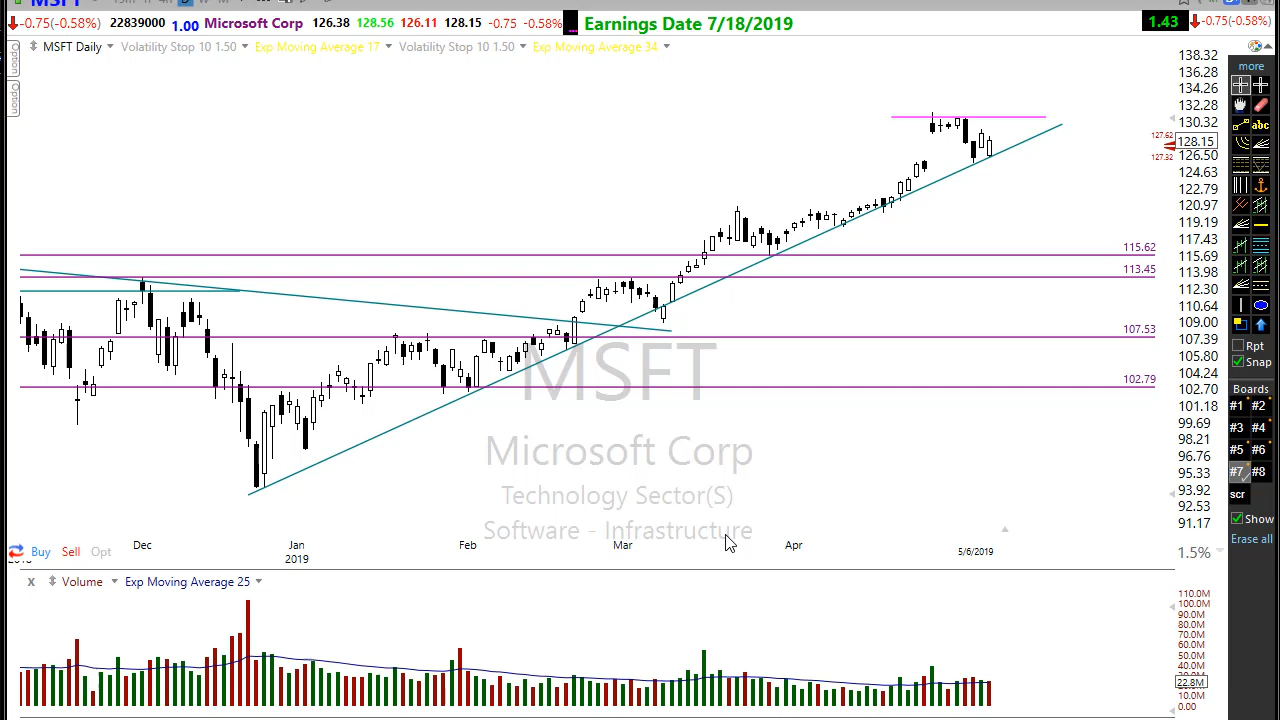 -0.75(-0.58%) 22839000 1.00 Microsoft Corp 126.38 128.56 126.11 128.15 -0.75 -0.58% Earnings Date 7/18/2019 1.43 -0.75(-0.58%)
MSFT Daily Volatility Stop 10 1.50 Exp Moving Average 17 Volatility Stop 10 1.50 Exp Moving Average 34
Option
Option
138.32
136.28
134.26
132.28
130.32
127.62
128.15
127.32
126.50
124.63
122.79
120.97
119.19
117.43
115.69
113.98
112.30
110.64
109.00
107.39
105.80
104.24
102.70
101.18
99.69
98.21
96.76
95.33
93.92
92.53
91.17
1.5%
115.62
113.45
107.53
102.79
MSFT
Microsoft Corp
Technology Sector(S)
Software - Infrastructure
more
abc
Rpt
Snap
Boards
#1 #2
#3 #4
#5 #6
#7 #8
scr
Show
Erase all
Buy Sell Opt
Dec Jan Feb Mar Apr 5/6/2019
2019
X Volume Exp Moving Average 25
110.0M
100.0M
90.0M
80.0M
70.0M
60.0M
50.0M
40.0M
30.0M
22.8M
10.0M
0.00